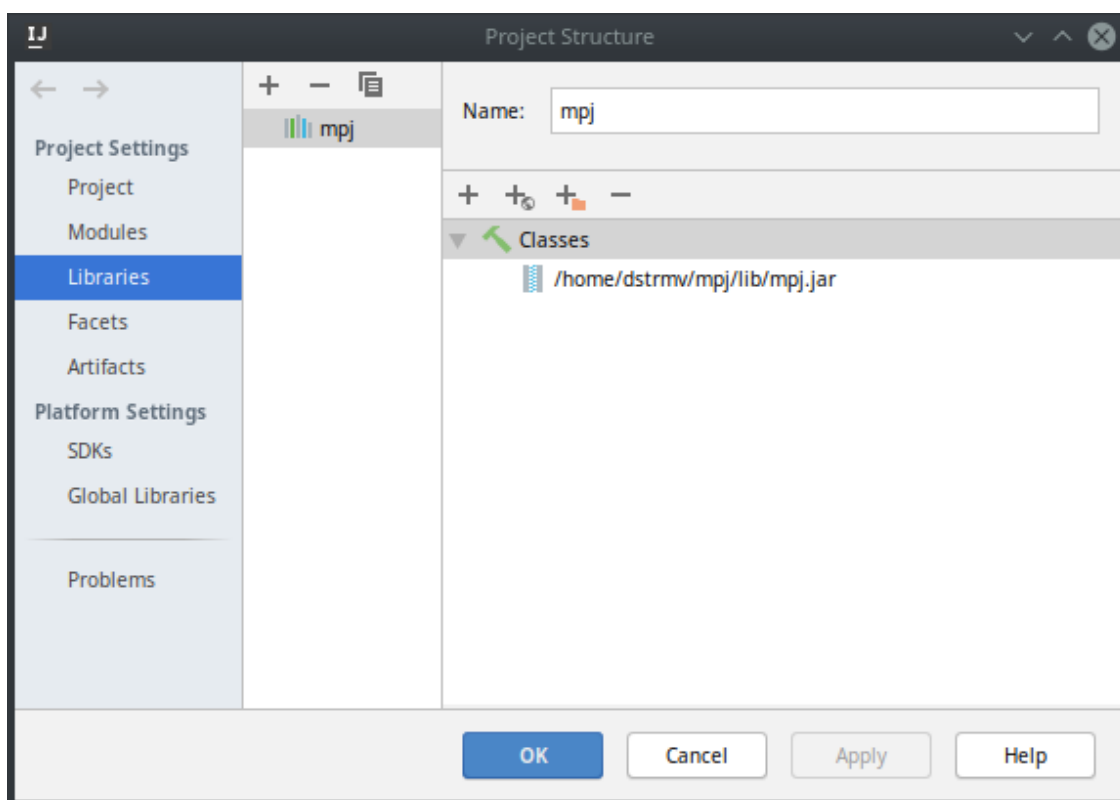 IJ
Project Structure
Project Settings
Project
Modules
Libraries
Facets
Artifacts
Platform Settings
SDKs
Global Libraries
Problems
mpj
Name: mpj
Classes
/home/dstrmv/mpj/lib/mpj.jar
OK Cancel Apply Help